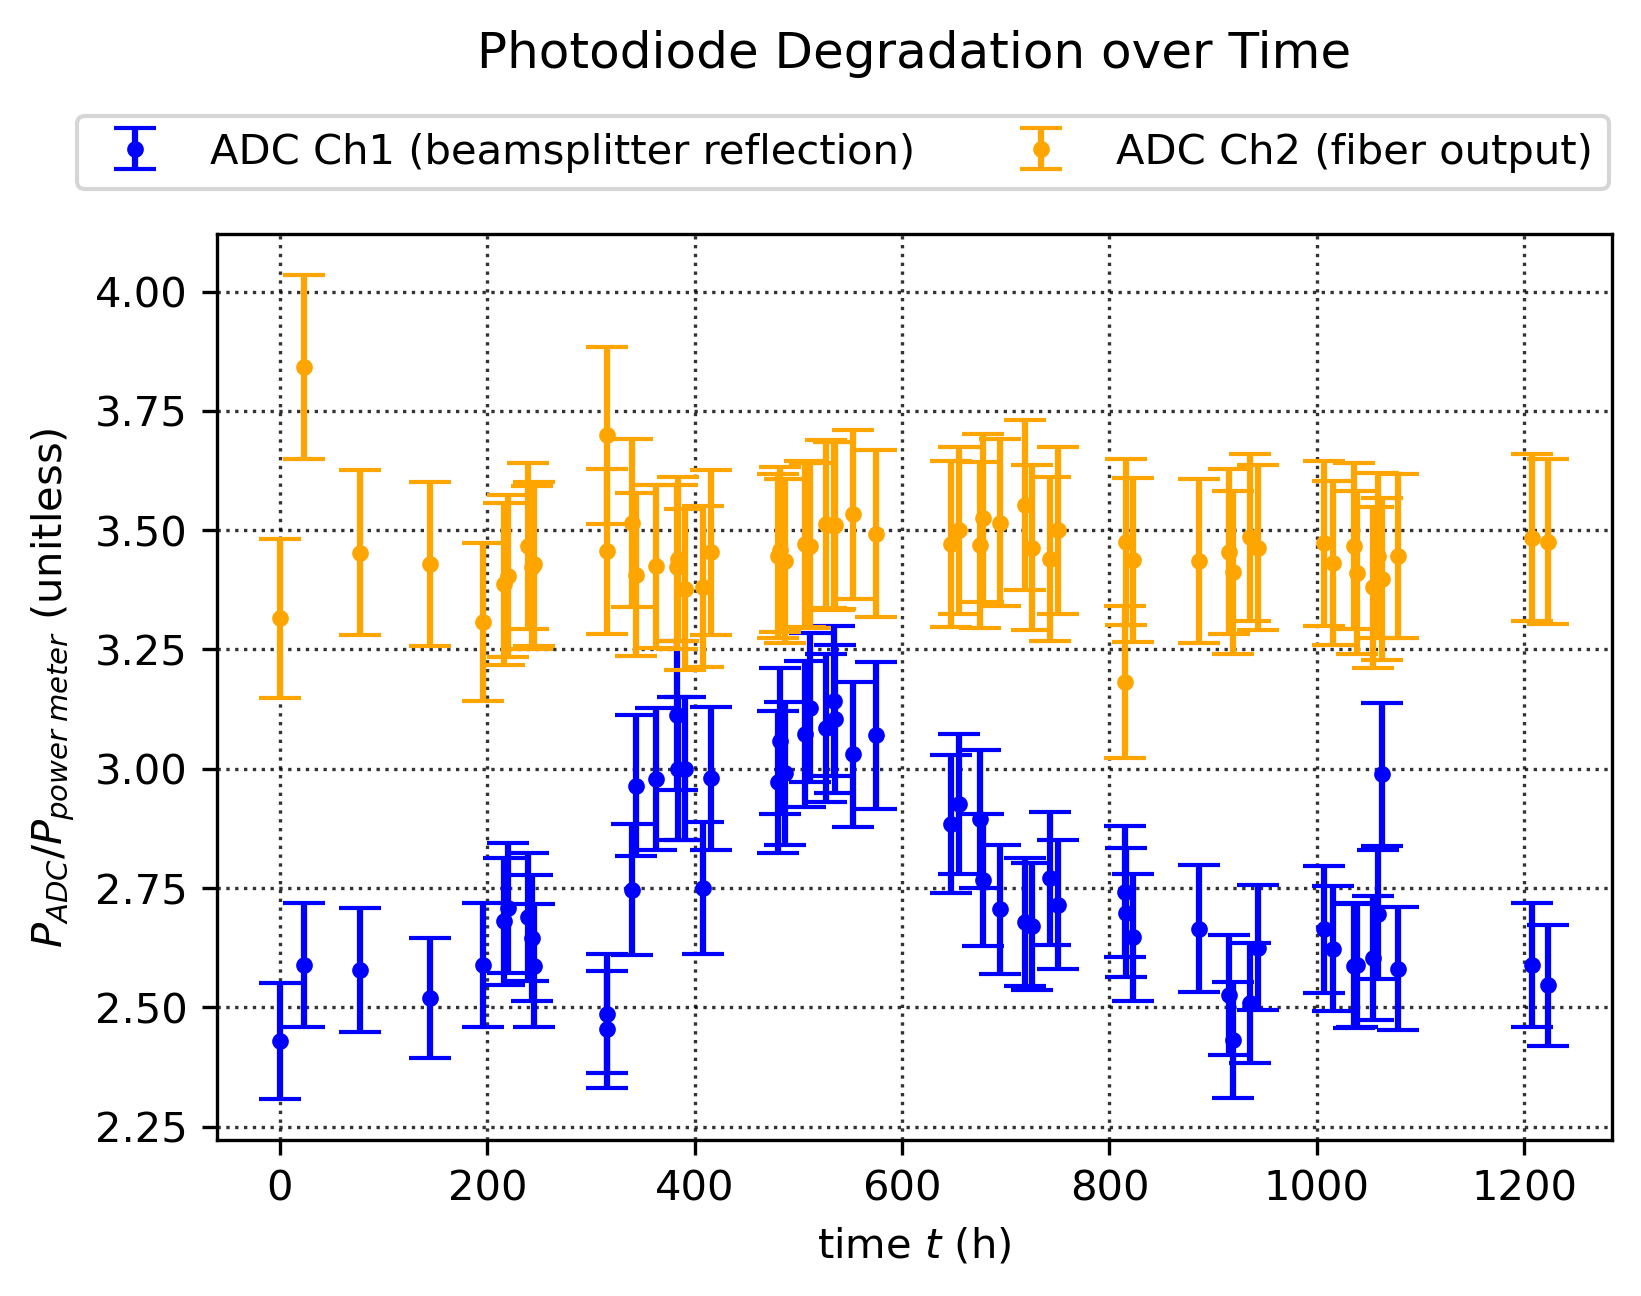 Photodiode Degradation over Time
ADC Ch1 (beamsplitter reflection)
ADC Ch2 (fiber output)
P_ADC/P_power meter (unitless)
4.00
3.75
3.50
3.25
3.00
2.75
2.50
2.25
0 200 400 600 800 1000 1200
time t (h)